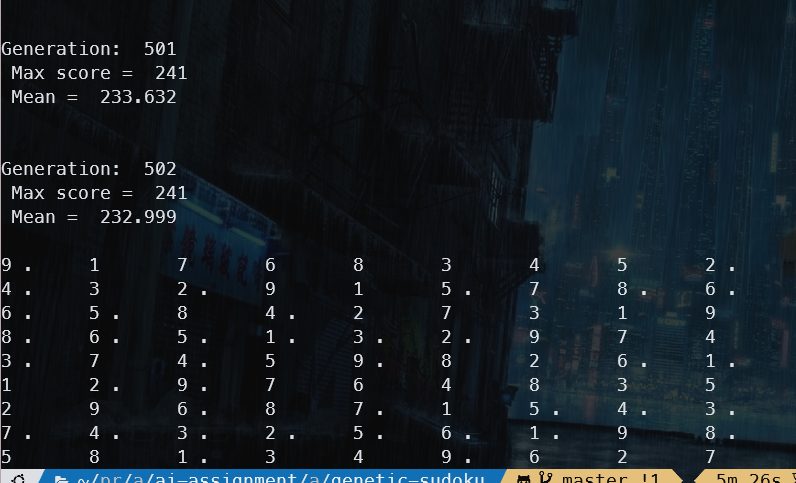 Generation:  501
Max score =  241
Mean =  233.632
Generation:  502
Max score =  241
Mean =  232.999
9 .     1       7       6       8       3       4       5       2 .
4 .     3       2 .     9       1       5 .     7       8 .     6 .
6       5 .     8       4 .     2       7       3       1       9
8 .     6 .     5 .     1 .     3 .     2 .     9       7       4
3 .     7       4 .     5       9 .     8       2       6 .     1 .
1       2 .     9 .     7       6       4       8       3       5
2       9       6 .     8       7 .     1       5 .     4 .     3 .
7 .     4 .     3 .     2 .     5 .     6 .     1 .     9       8 .
5       8       1 .     3       4       9 .     6       2       7
~/pr/a/ai-assignment/a/genetic-sudoku master !1 5m 26s